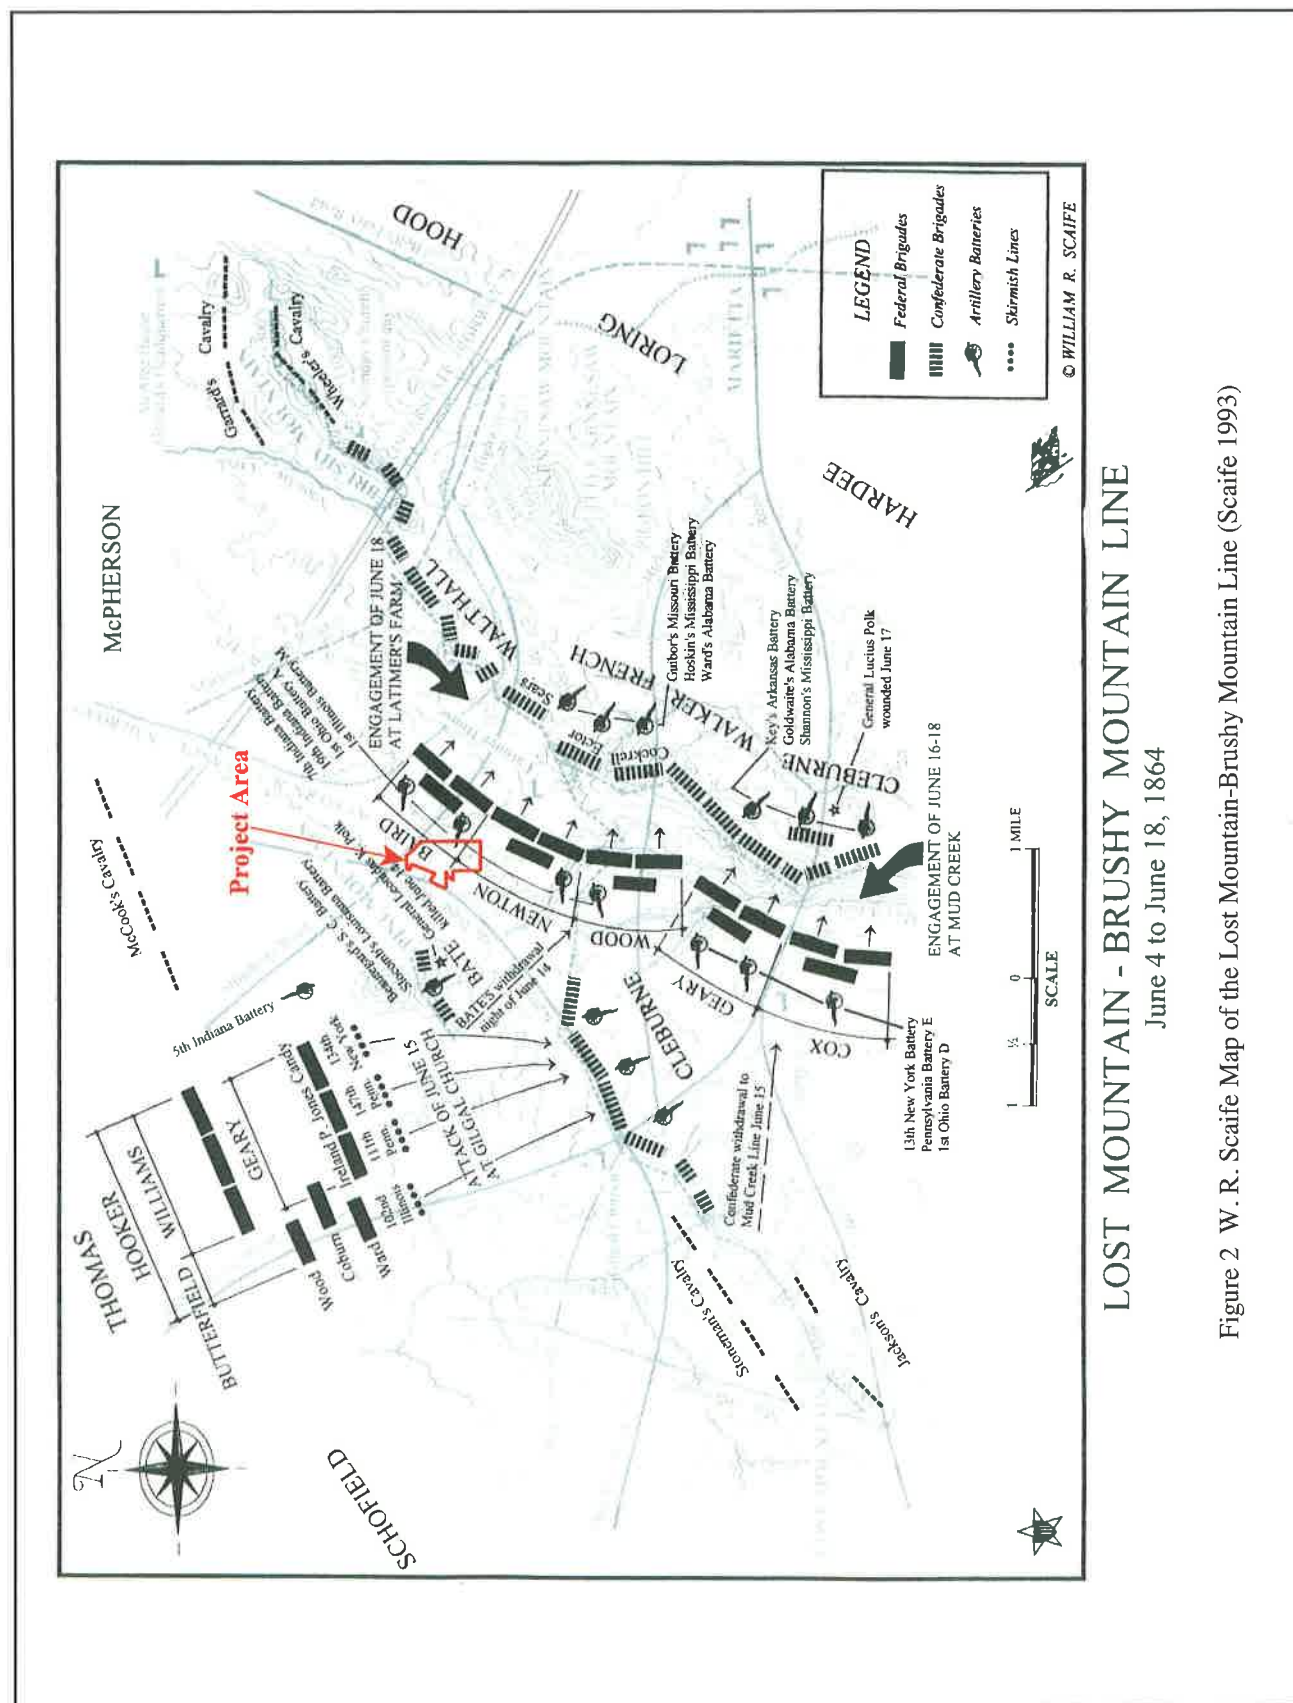 N
THOMAS
HOOKER
WILLIAMS
BUTTERFIELD
GEARY
Wood
Coburn
Ward
Ireland P. Jones Candy
102nd
Illinois
111th
Penn.
147th
Penn.
134th
New York
ATTACK OF JUNE 15
AT GILGAL CHURCH
5th Indiana Battery
McCook's Cavalry
McPHERSON
Garrard's
Cavalry
Wheeler's
Cavalry
SCHOFIELD
Project Area
Beauregard's S. C. Battery
Slocumb's Louisiana Battery
General Leonidas K. Polk
killed June 14
BATE
BATE'S withdrawal
night of June 14
7th Indiana Battery
19th Indiana Battery
1st Ohio Battery A
1st Illinois Battery M
ENGAGEMENT OF JUNE 18
AT LATIMER'S FARM
BAIRD
NEWTON
WOOD
GEARY
COX
CLEBURNE
WALTHALL
Sears
FRENCH
Ector
Cockrell
WALKER
CLEBURNE
HOOD
LORING
HARDEE
BRUSHY MOUNTAIN
MARIETTA
Guibor's Missouri Battery
Hoskin's Mississippi Battery
Ward's Alabama Battery
Key's Arkansas Battery
Goldwaite's Alabama Battery
Shannon's Mississippi Battery
General Lucius Polk
wounded June 17
ENGAGEMENT OF JUNE 16-18
AT MUD CREEK
13th New York Battery
Pennsylvania Battery E
1st Ohio Battery D
Confederate withdrawal to
Mud Creek Line June 15
Stoneman's Cavalry
Jackson's Cavalry
1 ½ 0 1 MILE
SCALE
LEGEND
Federal Brigades
Confederate Brigades
Artillery Batteries
Skirmish Lines
© WILLIAM R. SCAIFE
LOST MOUNTAIN - BRUSHY MOUNTAIN LINE
June 4 to June 18, 1864
Figure 2 W. R. Scaife Map of the Lost Mountain-Brushy Mountain Line (Scaife 1993)